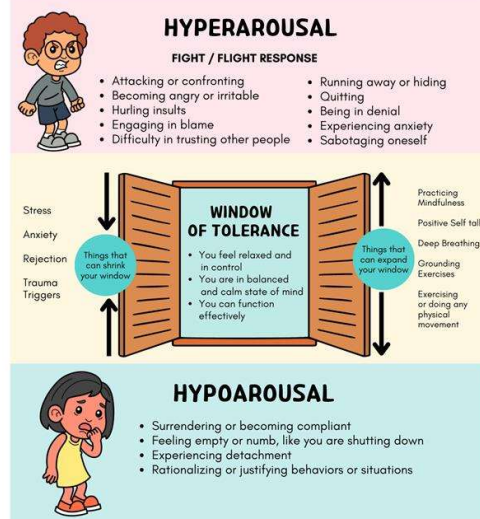 HYPERAROUSAL
FIGHT / FLIGHT RESPONSE
• Attacking or confronting
• Becoming angry or irritable
• Hurling insults
• Engaging in blame
• Difficulty in trusting other people
• Running away or hiding
• Quitting
• Being in denial
• Experiencing anxiety
• Sabotaging oneself
Stress
Anxiety
Rejection
Trauma
Triggers
Things that
can shrink
your window
WINDOW
OF TOLERANCE
• You feel relaxed and
in control
• You are in balanced
and calm state of mind
• You can function
effectively
Things that
can expand
your window
Practicing
Mindfulness
Positive Self tal
Deep Breathing
Grounding
Exercises
Exercising
or doing any
physical
movement
HYPOAROUSAL
• Surrendering or becoming compliant
• Feeling empty or numb, like you are shutting down
• Experiencing detachment
• Rationalizing or justifying behaviors or situations